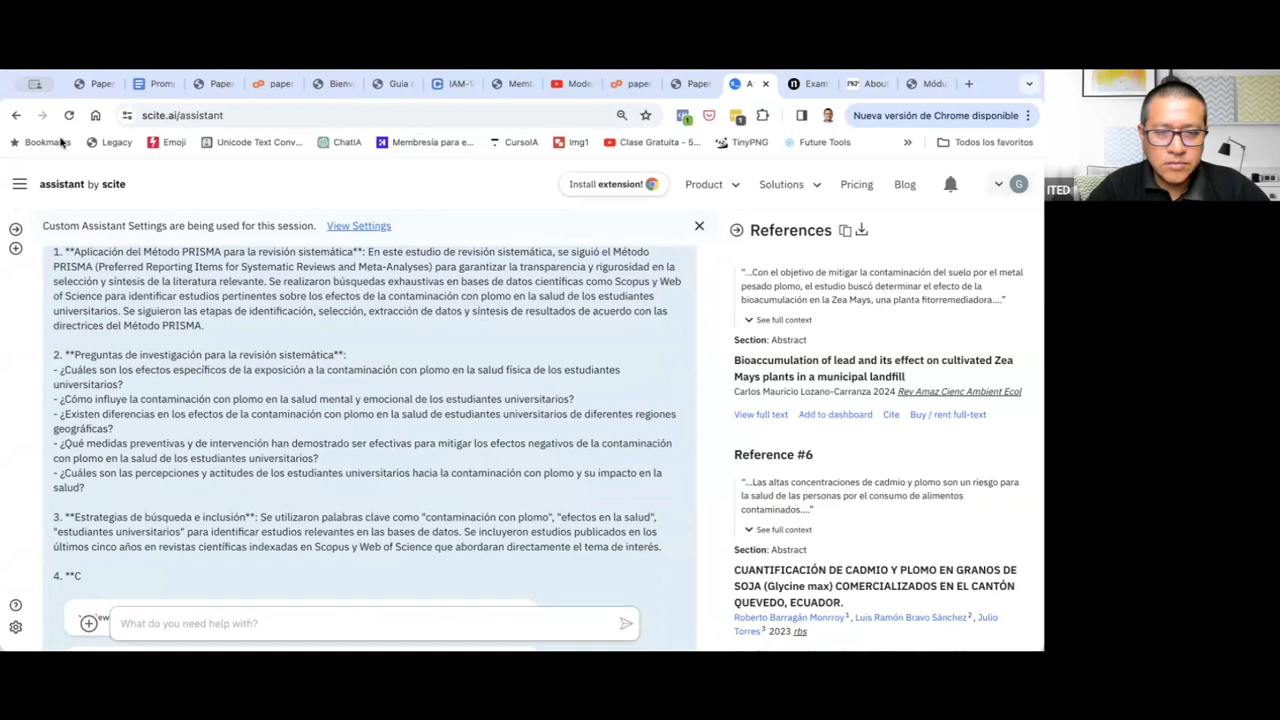 Paper
Promp
Paper
paper
Bienv
Guia c
IAM-
Memb
Mode
paper
Paper
A
Exam
PKP Abou
Módu
scite.ai/assistant
Nueva versión de Chrome disponible
Bookmarks
Legacy
Emoji
Unicode Text Conv...
ChatIA
Membresía para e...
CursoIA
Img1
Clase Gratuita - 5...
TinyPNG
Future Tools
»
Todos los favoritos
assistant by scite
Install extension!
Product
Solutions
Pricing
Blog
G
ITED
Custom Assistant Settings are being used for this session. View Settings
1. **Aplicación del Método PRISMA para la revisión sistemática**: En este estudio de revisión sistemática, se siguió el Método
PRISMA (Preferred Reporting Items for Systematic Reviews and Meta-Analyses) para garantizar la transparencia y rigurosidad en la
selección y síntesis de la literatura relevante. Se realizaron búsquedas exhaustivas en bases de datos científicas como Scopus y Web
of Science para identificar estudios pertinentes sobre los efectos de la contaminación con plomo en la salud de los estudiantes
universitarios. Se siguieron las etapas de identificación, selección, extracción de datos y síntesis de resultados de acuerdo con las
directrices del Método PRISMA.
2. **Preguntas de investigación para la revisión sistemática**:
- ¿Cuáles son los efectos específicos de la exposición a la contaminación con plomo en la salud física de los estudiantes
universitarios?
- ¿Cómo influye la contaminación con plomo en la salud mental y emocional de los estudiantes universitarios?
- ¿Existen diferencias en los efectos de la contaminación con plomo en la salud de estudiantes universitarios de diferentes regiones
geográficas?
- ¿Qué medidas preventivas y de intervención han demostrado ser efectivas para mitigar los efectos negativos de la contaminación
con plomo en la salud de los estudiantes universitarios?
- ¿Cuáles son las percepciones y actitudes de los estudiantes universitarios hacia la contaminación con plomo y su impacto en la
salud?
3. **Estrategias de búsqueda e inclusión**: Se utilizaron palabras clave como "contaminación con plomo", "efectos en la salud",
"estudiantes universitarios" para identificar estudios relevantes en las bases de datos. Se incluyeron estudios publicados en los
últimos cinco años en revistas científicas indexadas en Scopus y Web of Science que abordaran directamente el tema de interés.
4. **C
What do you need help with?
References
“...Con el objetivo de mitigar la contaminación del suelo por el metal
pesado plomo, el estudio buscó determinar el efecto de la
bioacumulación en la Zea Mays, una planta fitorremediadora....”
See full context
Section: Abstract
Bioaccumulation of lead and its effect on cultivated Zea
Mays plants in a municipal landfill
Carlos Mauricio Lozano-Carranza 2024 Rev Amaz Cienc Ambient Ecol
View full text Add to dashboard Cite Buy / rent full-text
Reference #6
“...Las altas concentraciones de cadmio y plomo son un riesgo para
la salud de las personas por el consumo de alimentos
contaminados....”
See full context
Section: Abstract
CUANTIFICACIÓN DE CADMIO Y PLOMO EN GRANOS DE
SOJA (Glycine max) COMERCIALIZADOS EN EL CANTÓN
QUEVEDO, ECUADOR.
Roberto Barragán Monrroy1, Luis Ramón Bravo Sánchez2, Julio
Torres3 2023 rbs